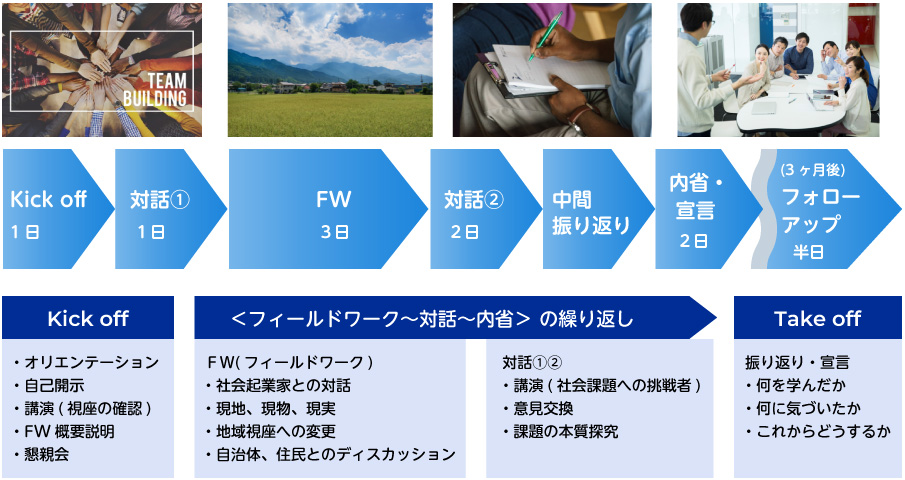 TEAM
BUILDING
Kick off
1日
対話①
1日
FW
3日
対話②
2日
中間
振り返り
内省・
宣言
2日
(3ヶ月後)
フォロー
アップ
半日
Kick off
＜フィールドワーク～対話～内省＞の繰り返し
Take off
・オリエンテーション
・自己開示
・講演(視座の確認)
・FW概要説明
・懇親会
FW(フィールドワーク)
・社会起業家との対話
・現地、現物、現実
・地域視座への変更
・自治体、住民とのディスカッション
対話①②
・講演(社会課題への挑戦者)
・意見交換
・課題の本質探究
振り返り・宣言
・何を学んだか
・何に気づいたか
・これからどうするか